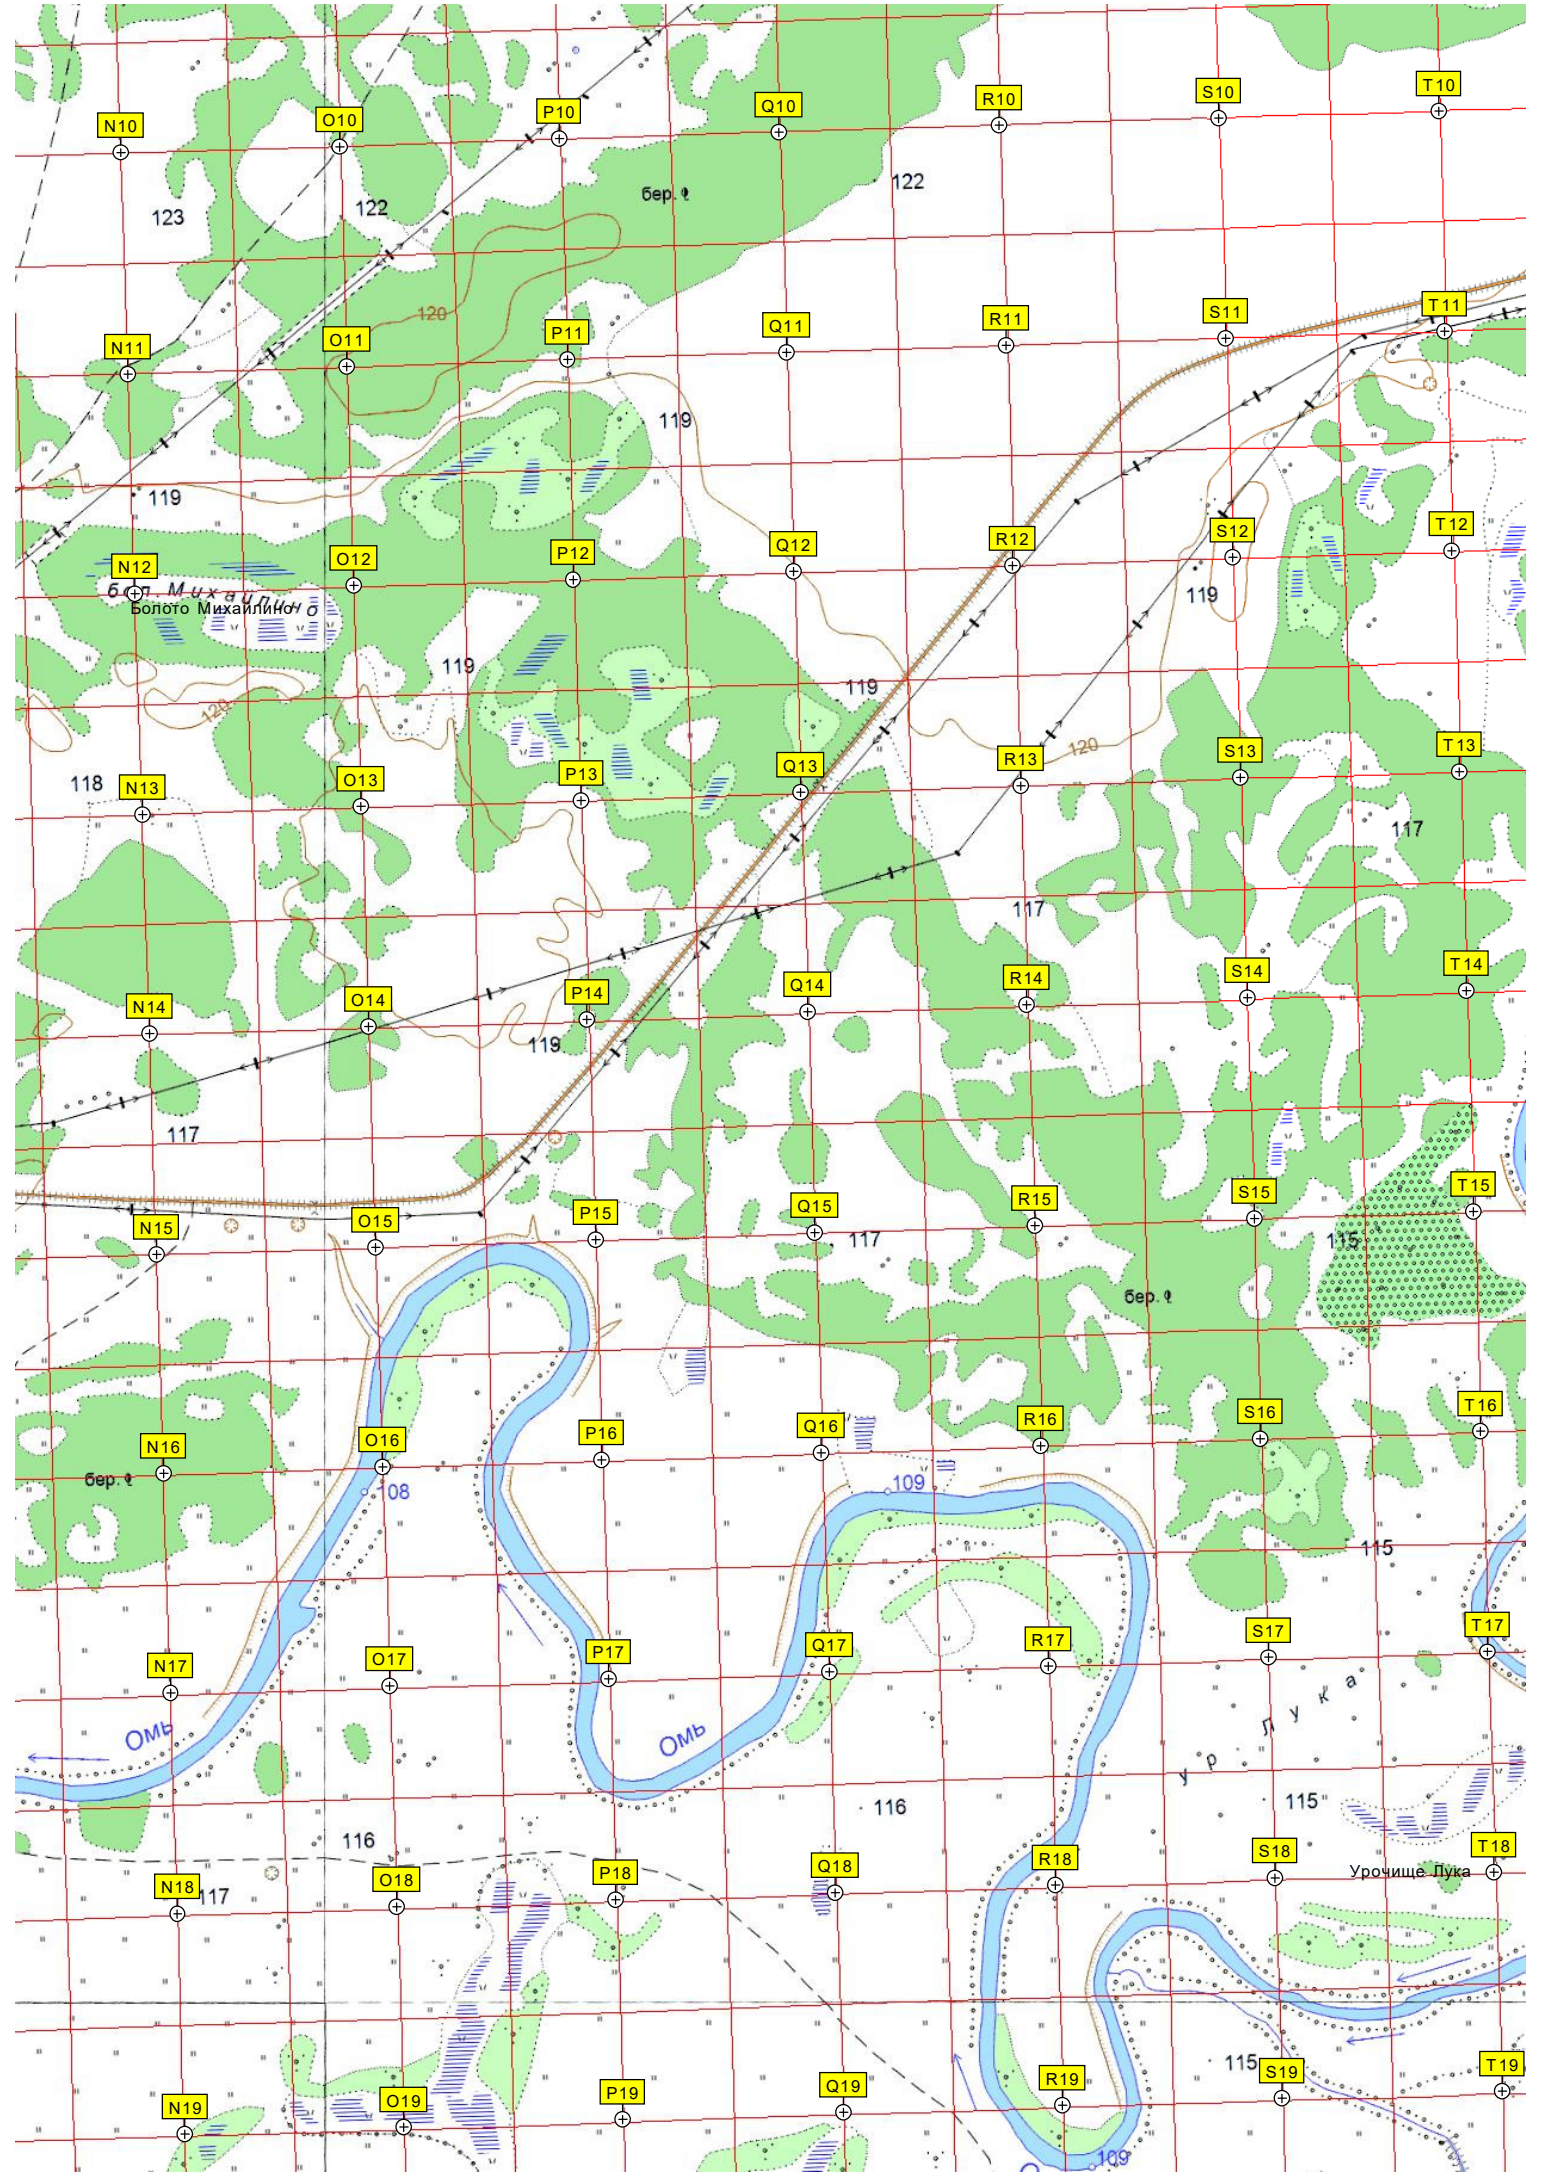 N10 O10 P10 Q10 R10 S10 T10
123 122 бер. 122
120
N11 O11 P11 Q11 R11 S11 T11
119
119
N12 O12 P12 Q12 R12 S12 T12
бол. Михайлино
Болото Михайлино
119
119 119
120
N13 O13 P13 Q13 R13 S13 T13
120
118
117
117
N14 O14 P14 Q14 R14 S14 T14
119
117
N15 O15 P15 Q15 R15 S15 T15
117 115
бер.
N16 O16 P16 Q16 R16 S16 T16
бер. 108 109
115
N17 O17 P17 Q17 R17 S17 T17
Омь Омь ур Лука
116 116 115
N18 O18 P18 Q18 R18 S18 T18
117
Урочище Лука
115
N19 O19 P19 Q19 R19 S19 T19
109